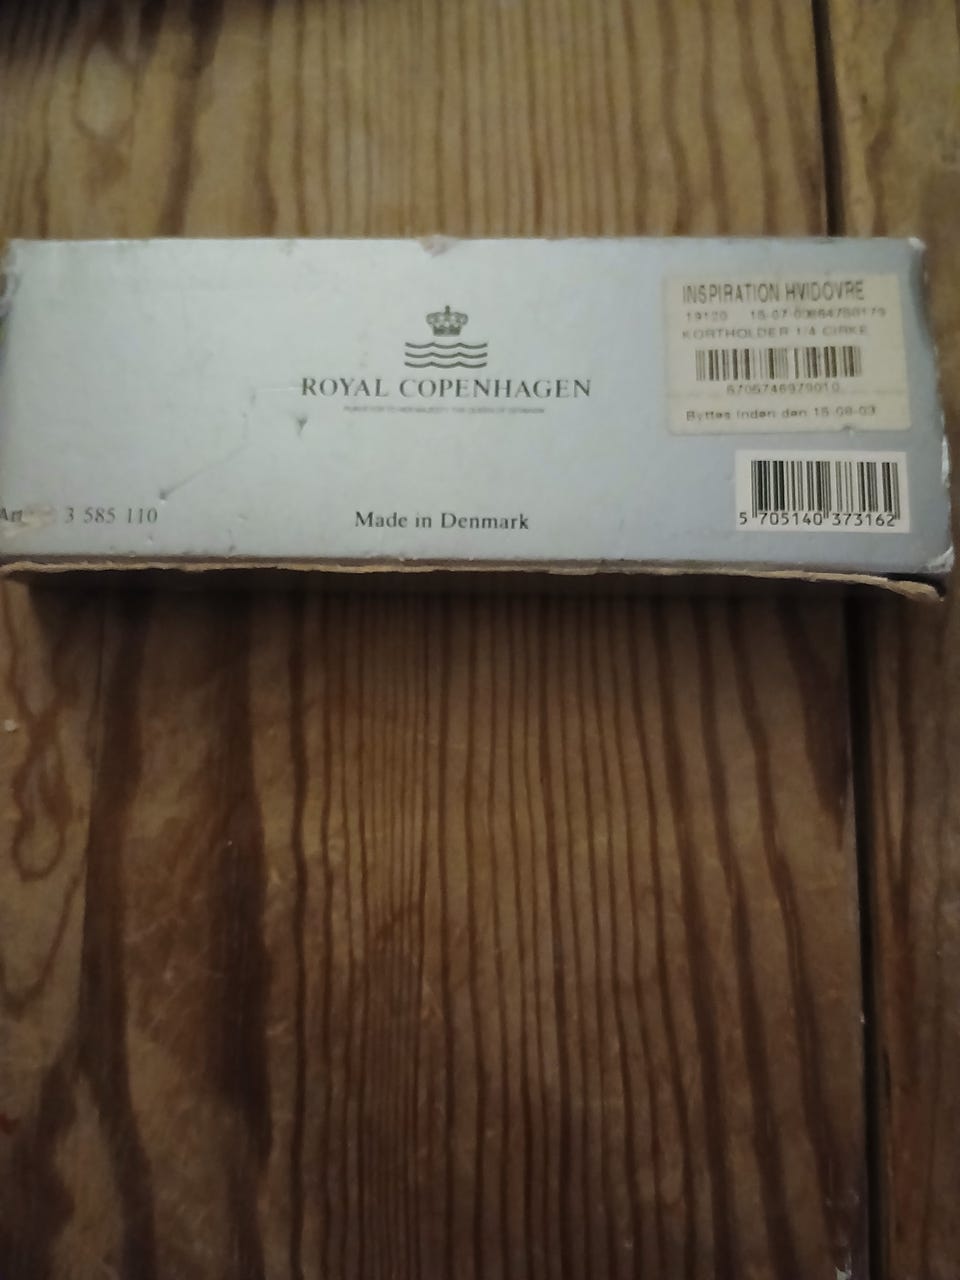 INSPIRATION HVIDOVRE
19120
KORTHOLDER 1/4 CIRKE
Byttes inden den 15-08-03
ROYAL COPENHAGEN
3 585 110
Made in Denmark
5 705140 373162